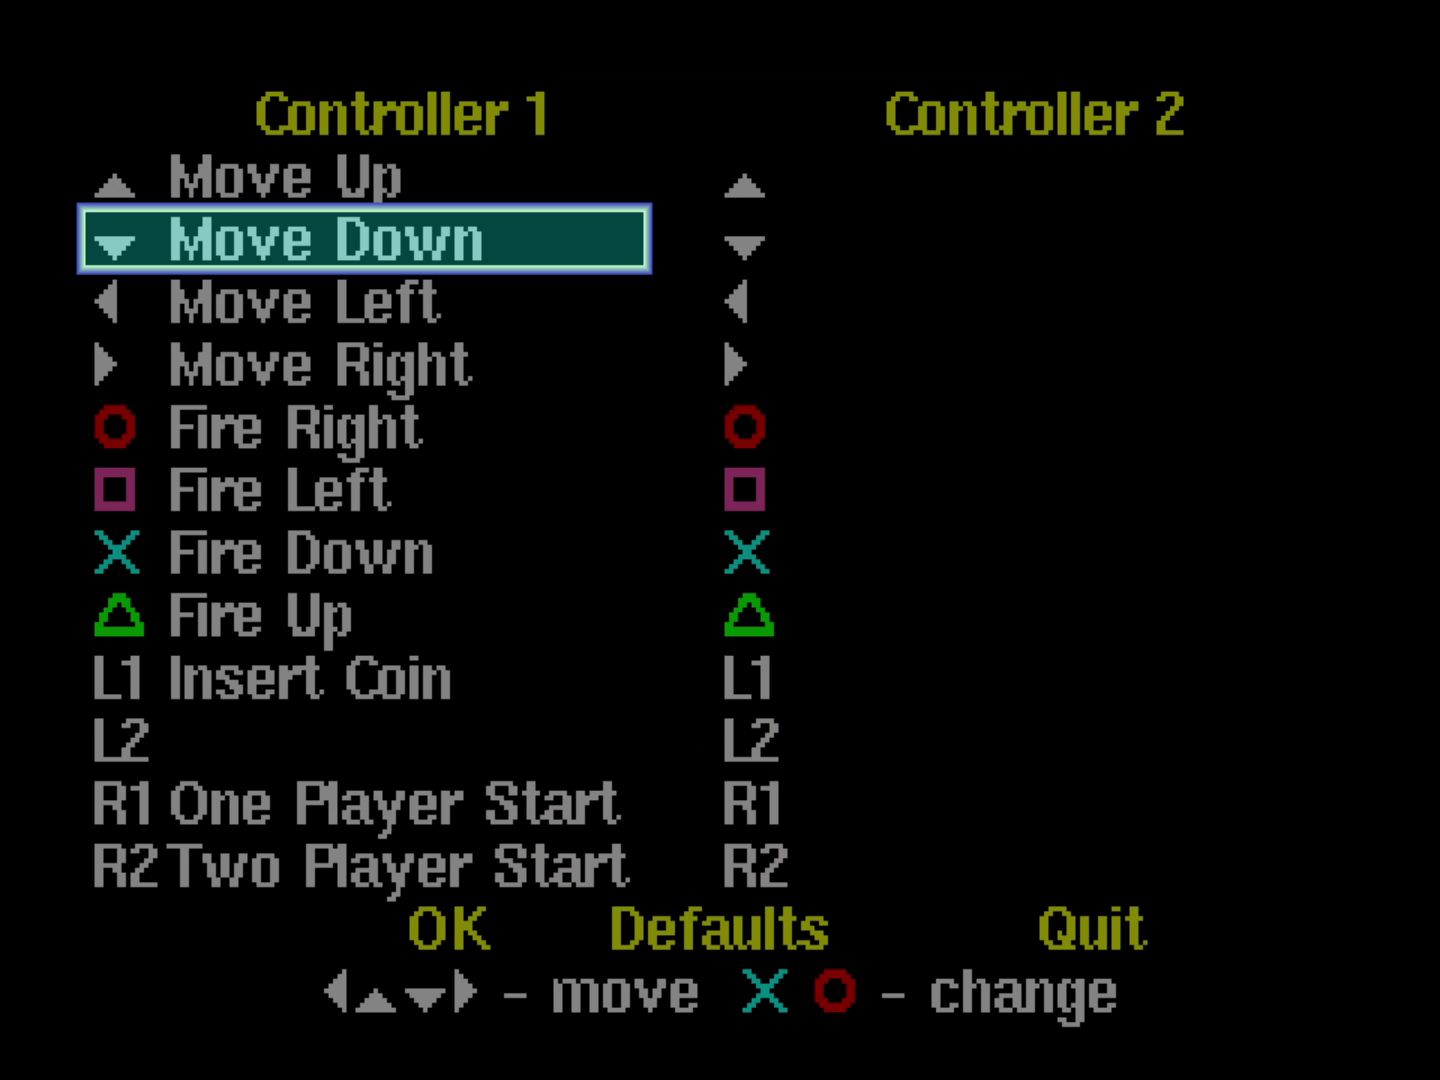 Controller 1 Controller 2
Move Up
Move Down
Move Left
Move Right
Fire Right
Fire Left
Fire Down
Fire Up
L1 Insert Coin L1
L2 L2
R1 One Player Start R1
R2 Two Player Start R2
OK Defaults Quit
- move - change